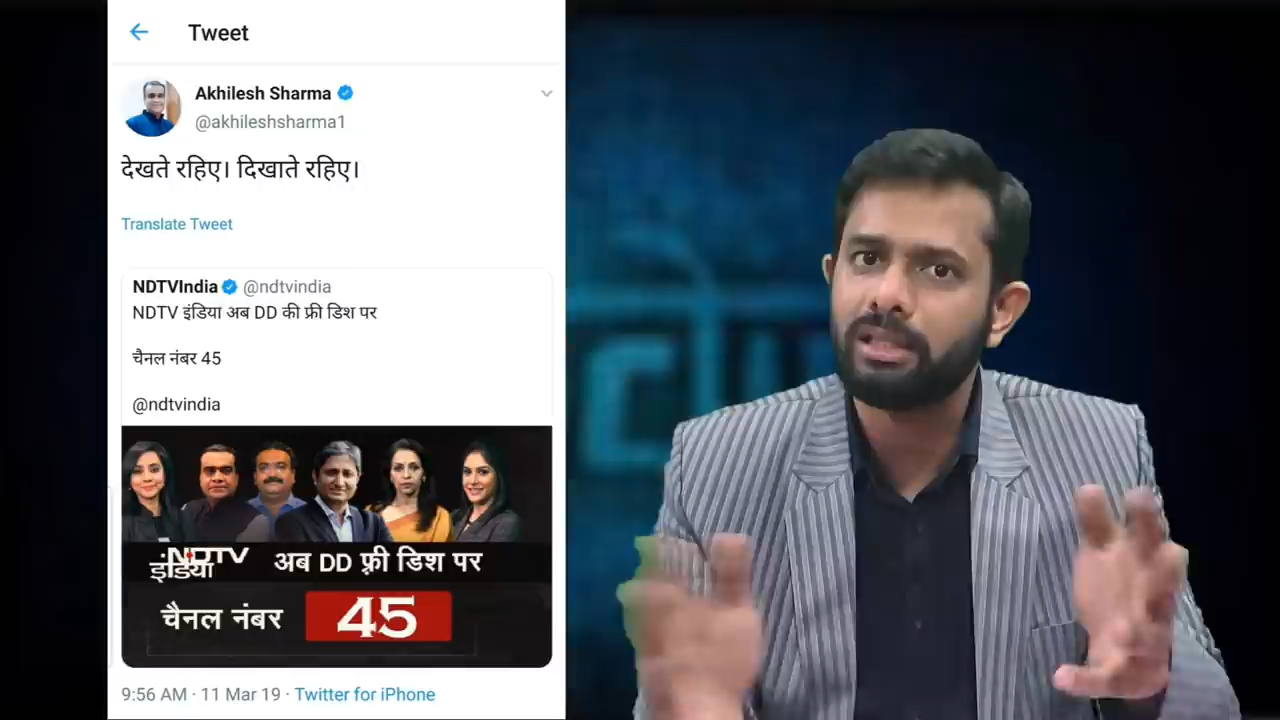 Tweet
Akhilesh Sharma
@akhileshsharma1
देखते रहिए। दिखाते रहिए।
Translate Tweet
NDTVIndia @ndtvindia
NDTV इंडिया अब DD की फ्री डिश पर
चैनल नंबर 45
@ndtvindia
NDTV
इंडिया
अब DD फ़्री डिश पर
चैनल नंबर 45
9:56 AM · 11 Mar 19 · Twitter for iPhone